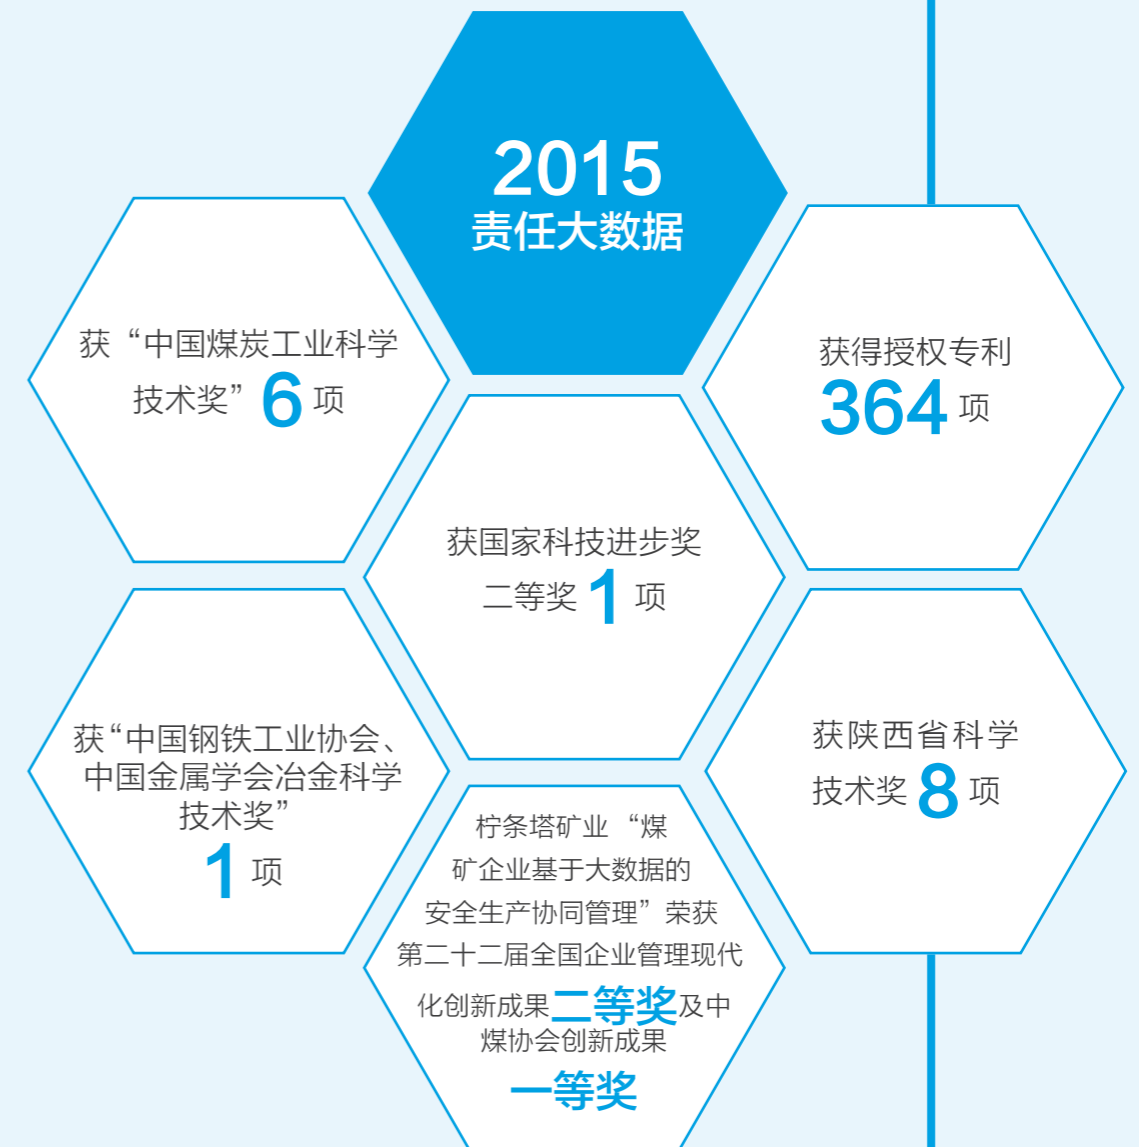 2015
责任大数据
获“中国煤炭工业科学
技术奖”6 项
获得授权专利
364 项
获国家科技进步奖
二等奖 1 项
获“中国钢铁工业协会、
中国金属学会冶金科学
技术奖”
1 项
获陕西省科学
技术奖 8 项
柠条塔矿业“煤
矿企业基于大数据的
安全生产协同管理”荣获
第二十二届全国企业管理现代
化创新成果二等奖及中
煤协会创新成果
一等奖